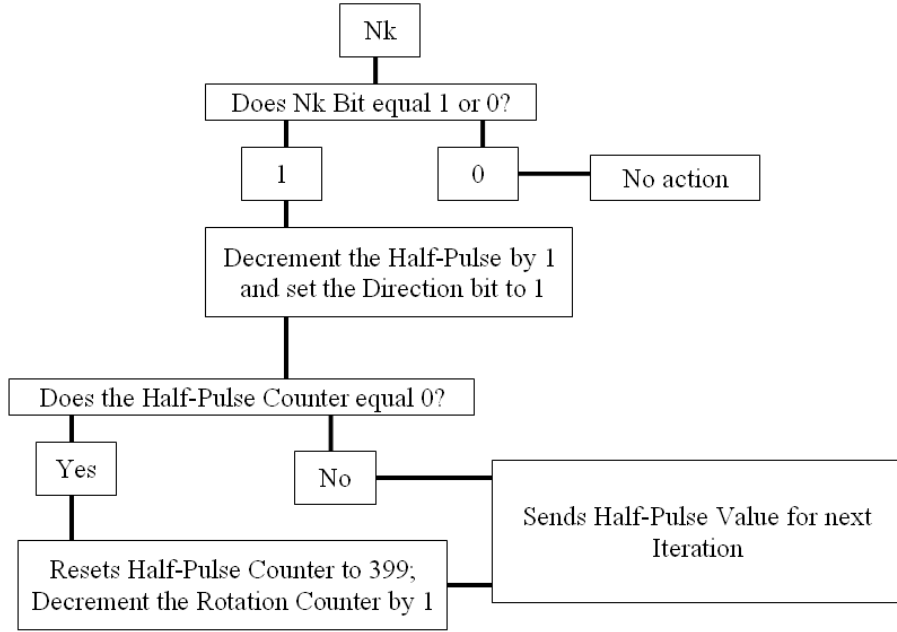 Nk
Does Nk Bit equal 1 or 0?
1
0
No action
Decrement the Half-Pulse by 1
and set the Direction bit to 1
Does the Half-Pulse Counter equal 0?
Yes
No
Sends Half-Pulse Value for next
Iteration
Resets Half-Pulse Counter to 399;
Decrement the Rotation Counter by 1